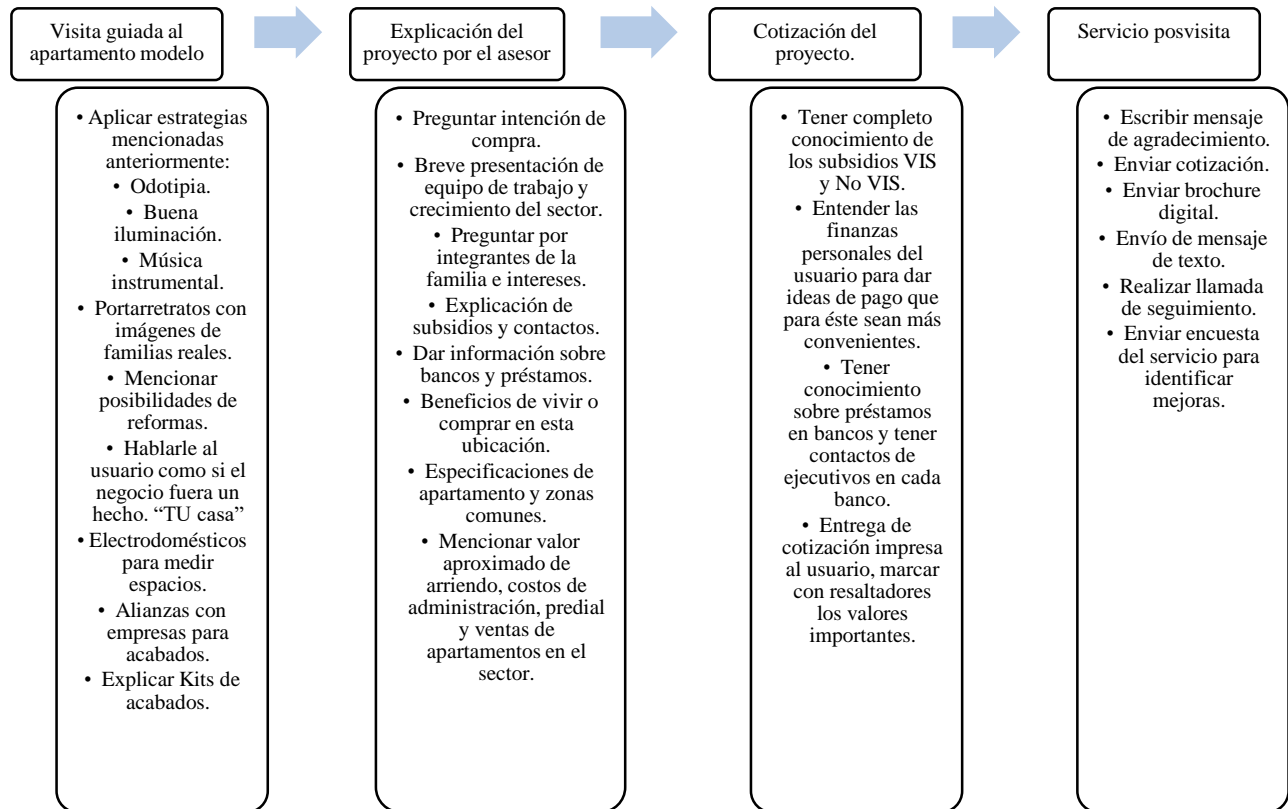 Visita guiada al
apartamento modelo
• Aplicar estrategias
mencionadas
anteriormente:
• Odotipia.
• Buena
iluminación.
• Música
instrumental.
• Portarretratos con
imágenes de
familias reales.
• Mencionar
posibilidades de
reformas.
• Hablarle al
usuario como si el
negocio fuera un
hecho. “TU casa”
• Electrodomésticos
para medir
espacios.
• Alianzas con
empresas para
acabados.
• Explicar Kits de
acabados.
Explicación del
proyecto por el asesor
• Preguntar intención de
compra.
• Breve presentación de
equipo de trabajo y
crecimiento del sector.
• Preguntar por
integrantes de la
familia e intereses.
• Explicación de
subsidios y contactos.
• Dar información sobre
bancos y préstamos.
• Beneficios de vivir o
comprar en esta
ubicación.
• Especificaciones de
apartamento y zonas
comunes.
• Mencionar valor
aproximado de
arriendo, costos de
administración, predial
y ventas de
apartamentos en el
sector.
Cotización del
proyecto.
• Tener completo
conocimiento de
los subsidios VIS
y No VIS.
• Entender las
finanzas
personales del
usuario para dar
ideas de pago que
para éste sean más
convenientes.
• Tener
conocimiento
sobre préstamos
en bancos y tener
contactos de
ejecutivos en cada
banco.
• Entrega de
cotización impresa
al usuario, marcar
con resaltadores
los valores
importantes.
Servicio posvisita
• Escribir mensaje
de agradecimiento.
• Enviar cotización.
• Enviar brochure
digital.
• Envío de mensaje
de texto.
• Realizar llamada
de seguimiento.
• Enviar encuesta
del servicio para
identificar
mejoras.